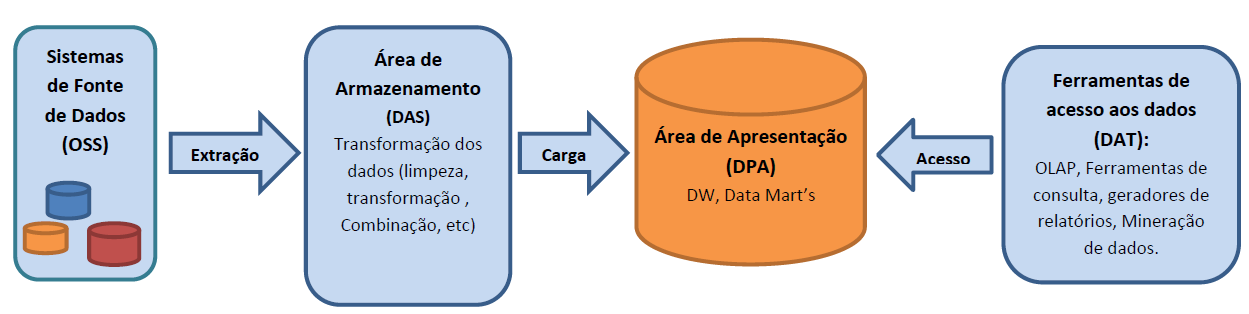 Sistemas
de Fonte
de Dados
(OSS)
Extração
Área de
Armazenamento
(DAS)
Transformação dos
dados (limpeza,
transformação ,
Combinação, etc)
Carga
Área de Apresentação
(DPA)
DW, Data Mart’s
Acesso
Ferramentas de
acesso aos dados
(DAT):
OLAP, Ferramentas de
consulta, geradores de
relatórios, Mineração
de dados.